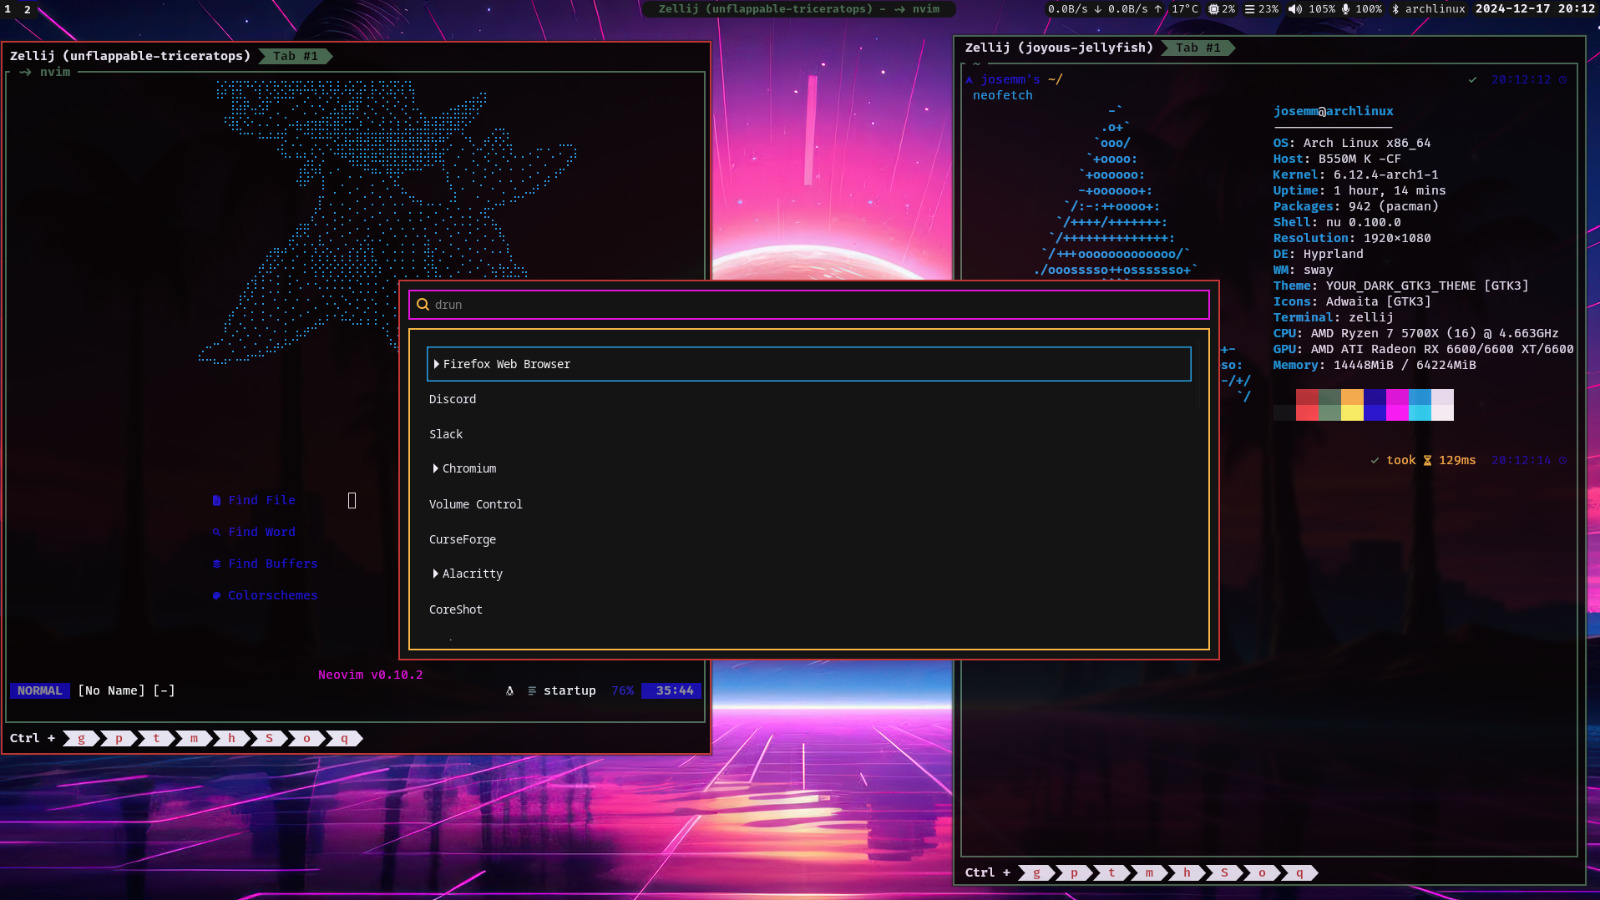 1 2
Zellij (unflappable-triceratops) - → nvim
0.0B/s ↓ 0.0B/s ↑ 17°C 2% 23% 105% 100% archlinux 2024-12-17 20:12
Zellij (unflappable-triceratops) Tab #1
→ nvim
Find File
Find Word
Find Buffers
Colorschemes
Neovim v0.10.2
NORMAL [No Name] [-] startup 76% 35:44
Ctrl + g p t m h S o q
drun
Firefox Web Browser
Discord
Slack
Chromium
Volume Control
CurseForge
Alacritty
CoreShot
Zellij (joyous-jellyfish) Tab #1
~
josemm's ~/ ✓ 20:12:12
neofetch
-`
.o+`
`ooo/
`+oooo:
`+oooooo:
-+oooooo+:
`/:-:++oooo+:
`/++++/+++++++:
`/++++++++++++++:
`/+++ooooooooooooo/`
./ooosssso++osssssso+`
+-
so:
-/+/
`/
josemm@archlinux
OS: Arch Linux x86_64
Host: B550M K -CF
Kernel: 6.12.4-arch1-1
Uptime: 1 hour, 14 mins
Packages: 942 (pacman)
Shell: nu 0.100.0
Resolution: 1920×1080
DE: Hyprland
WM: sway
Theme: YOUR_DARK_GTK3_THEME [GTK3]
Icons: Adwaita [GTK3]
Terminal: zellij
CPU: AMD Ryzen 7 5700X (16) @ 4.663GHz
GPU: AMD ATI Radeon RX 6600/6600 XT/6600
Memory: 14448MiB / 64224MiB
✓ took 129ms 20:12:14
Ctrl + g p t m h S o q